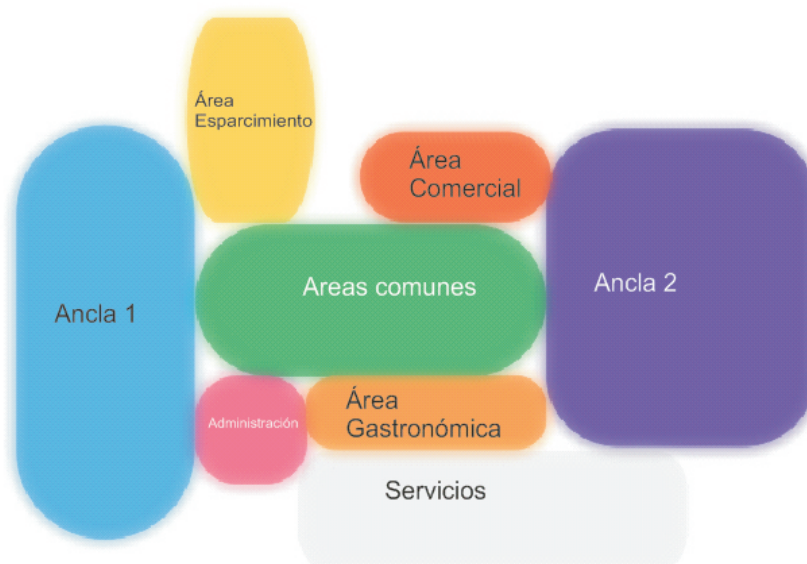 Área
Esparcimiento
Área
Comercial
Areas comunes
Ancla 2
Ancla 1
Área
Gastronómica
Administración
Servicios